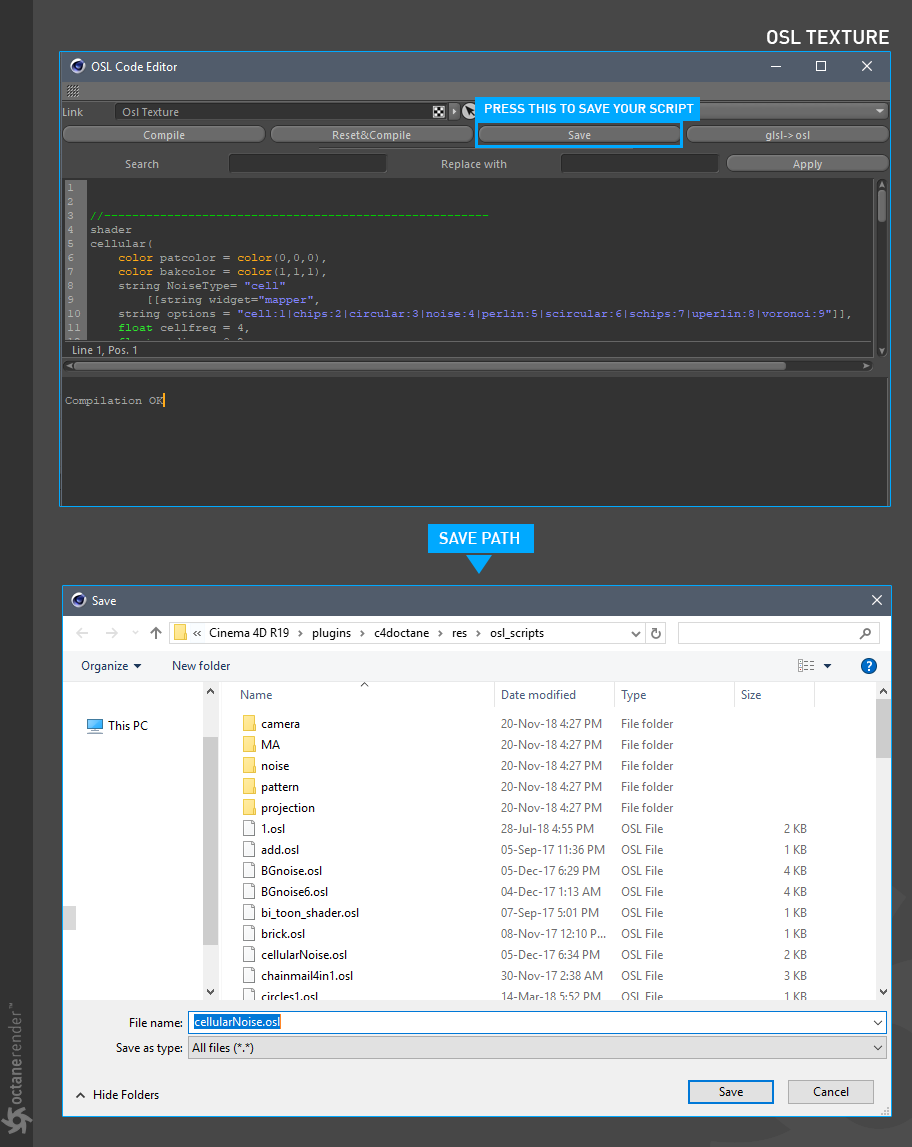 OSL TEXTURE
OSL Code Editor
Link Osl Texture
PRESS THIS TO SAVE YOUR SCRIPT
Compile Reset&Compile Save glsl->osl
Search Replace with Apply
1
2
3 //-------------------------------------------------------
4 shader
5 cellular(
6 color patcolor = color(0,0,0),
7 color bakcolor = color(1,1,1),
8 string NoiseType= "cell"
9 [[string widget="mapper",
10 string options = "cell:1|chips:2|circular:3|noise:4|perlin:5|scircular:6|schips:7|uperlin:8|voronoi:9"]],
11 float cellfreq = 4,
Line 1, Pos. 1
Compilation OK
SAVE PATH
Save
« Cinema 4D R19 › plugins › c4doctane › res › osl_scripts
Organize New folder
Name Date modified Type Size
This PC
camera 20-Nov-18 4:27 PM File folder
MA 20-Nov-18 4:27 PM File folder
noise 20-Nov-18 4:27 PM File folder
pattern 20-Nov-18 4:27 PM File folder
projection 20-Nov-18 4:27 PM File folder
1.osl 28-Jul-18 4:55 PM OSL File 2 KB
add.osl 05-Sep-17 11:36 PM OSL File 1 KB
BGnoise.osl 05-Dec-17 6:29 PM OSL File 4 KB
BGnoise6.osl 04-Dec-17 1:13 AM OSL File 4 KB
bi_toon_shader.osl 07-Sep-17 5:01 PM OSL File 1 KB
brick.osl 08-Nov-17 12:10 P... OSL File 1 KB
cellularNoise.osl 05-Dec-17 6:34 PM OSL File 2 KB
chainmail4in1.osl 30-Nov-17 2:38 AM OSL File 3 KB
circles1.osl 14-Mar-18 5:52 PM OSL File 1 KB
File name: cellularNoise.osl
Save as type: All files (*.*)
Hide Folders Save Cancel
octanerender™